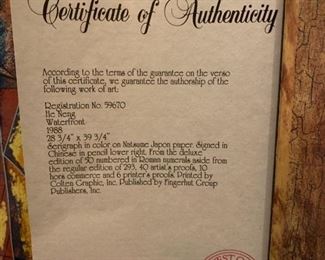 Certificate of Authenticity
According to the terms of the guarantee on the verso
of this certificate, we guarantee the authorship of the
following work of art:
Registration No. 59670
He Neng
Waterfront
1988
28 3/4" x 39 3/4"
Serigraph in color on Natsume Japon paper. Signed in
Chinese in pencil lower right. From the deluxe
edition of 50 numbered in Roman numerals aside from
the regular edition of 293, 40 artist's proofs, 10
hors commerce and 6 printer's proofs. Printed by
Colten Graphic, Inc. Published by Fingerhut Group
Publishers, Inc.